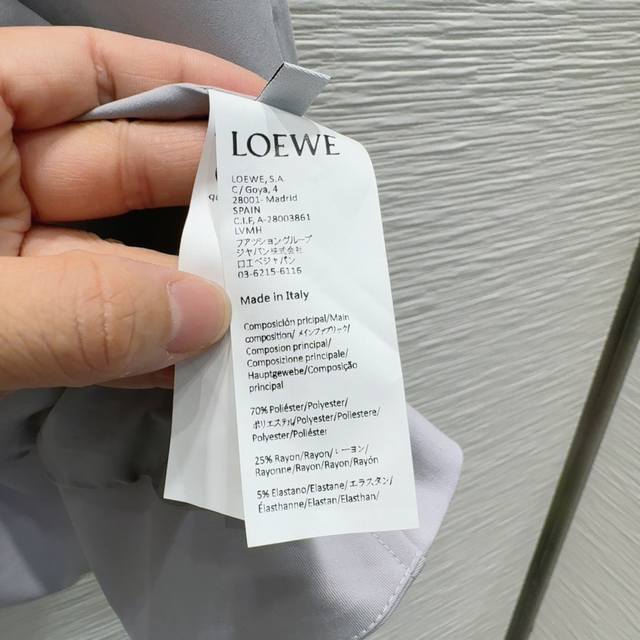 LOEWE
LOEWE, S.A.
C/ Goya, 4
28001- Madrid
SPAIN
C.I.F, A-28003861
LVMH
ファッショングループ
ジャパン株式会社
ロエベジャパン
03-6215-6116
Made in Italy
Composición pricipal/Main
composition/ メインファブリック/
Composion principal/
Composizione principale/
Hauptgewebe/Composição
principal
70% Poliéster/Polyester/
ポリエステル/Polyester/Poliestere/
Polyester/Poliéster
25% Rayon/Rayon/ レーヨン/
Rayonne/Rayon/Rayon/Rayón
5% Elastano/Elastane/ エラスタン/
Élasthanne/Elastan/Elasthan/